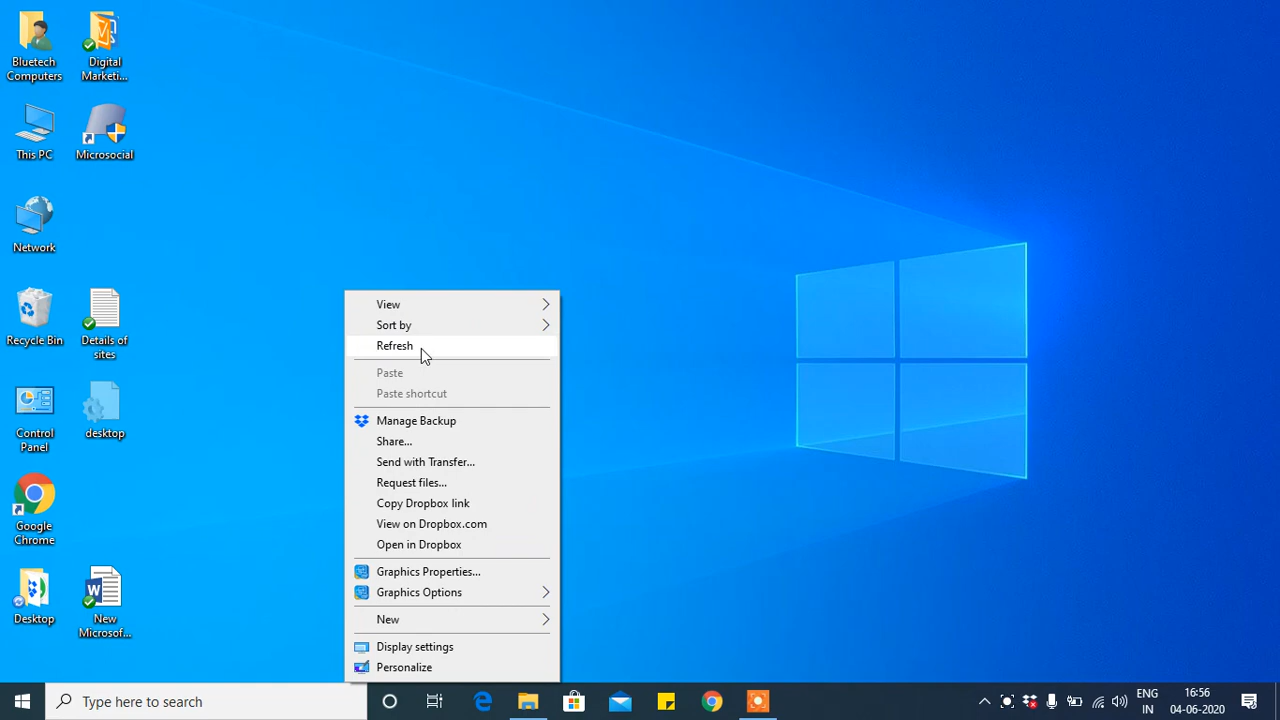 Bluetech
Computers
Digital
Marketi...
This PC
Microsocial
Network
Recycle Bin
Details of
sites
Control
Panel
desktop
Google
Chrome
Desktop
New
Microsof...
View
Sort by
Refresh
Paste
Paste shortcut
Manage Backup
Share...
Send with Transfer...
Request files...
Copy Dropbox link
View on Dropbox.com
Open in Dropbox
Graphics Properties...
Graphics Options
New
Display settings
Personalize
Type here to search
ENG
IN
16:56
04-06-2020